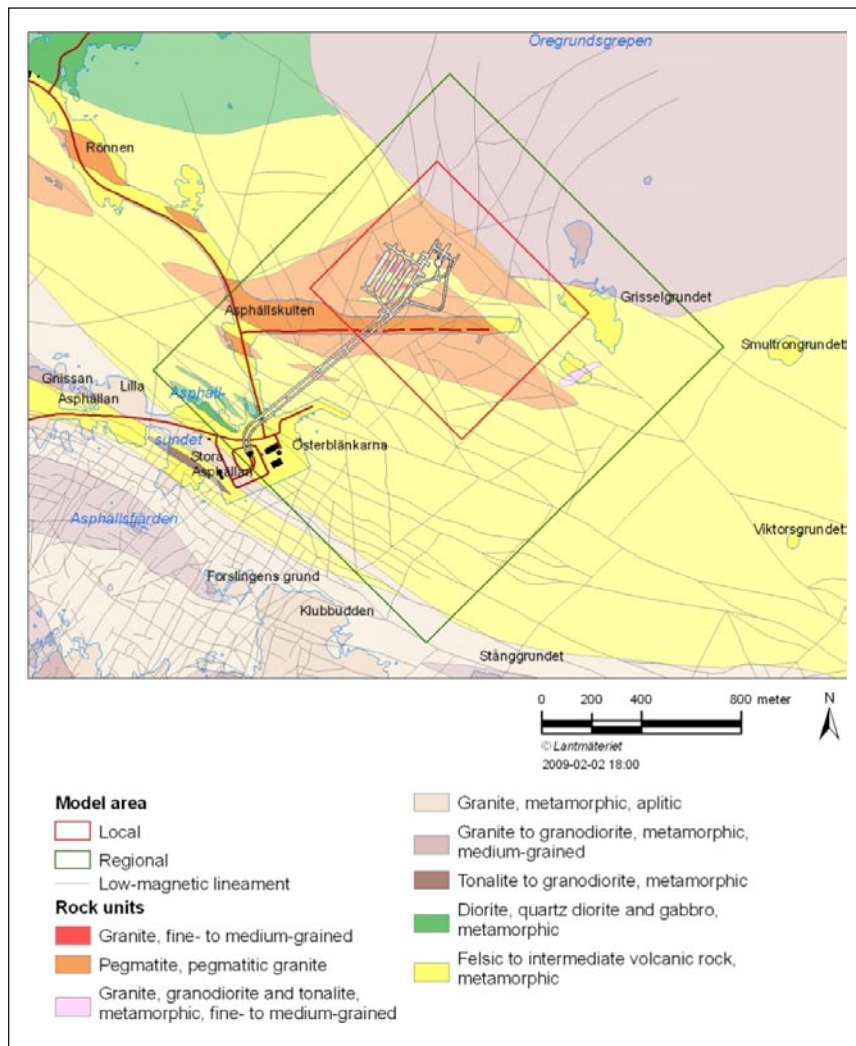 Öregrundsgrepen
Rönnen
Asphällskulten
Grisselgrundet
Smultrongrundet
Gnissan
Lilla
Asphällan
Asphäll-
sundet
Österblänkarna
Stora
Asphällan
Asphällsfjärden
Viktorsgrundet
Forslingens grund
Klubbudden
Stånggrundet
0 200 400 800 meter
N
© Lantmäteriet
2009-02-02 18:00
Model area
Local
Regional
Low-magnetic lineament
Rock units
Granite, fine- to medium-grained
Pegmatite, pegmatitic granite
Granite, granodiorite and tonalite,
metamorphic, fine- to medium-grained
Granite, metamorphic, aplitic
Granite to granodiorite, metamorphic,
medium-grained
Tonalite to granodiorite, metamorphic
Diorite, quartz diorite and gabbro,
metamorphic
Felsic to intermediate volcanic rock,
metamorphic